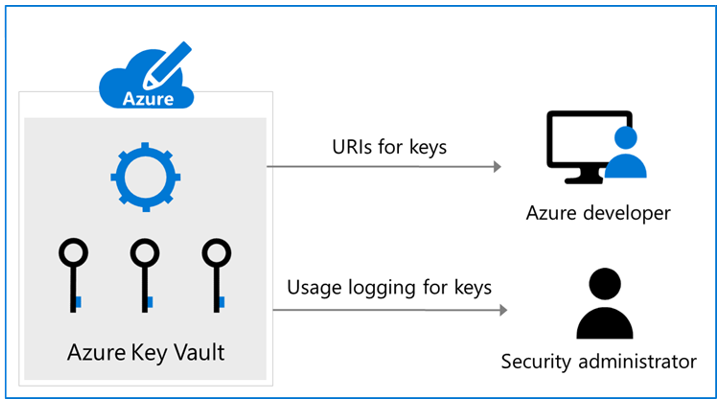 Azure
URIs for keys
Azure developer
Usage logging for keys
Azure Key Vault
Security administrator